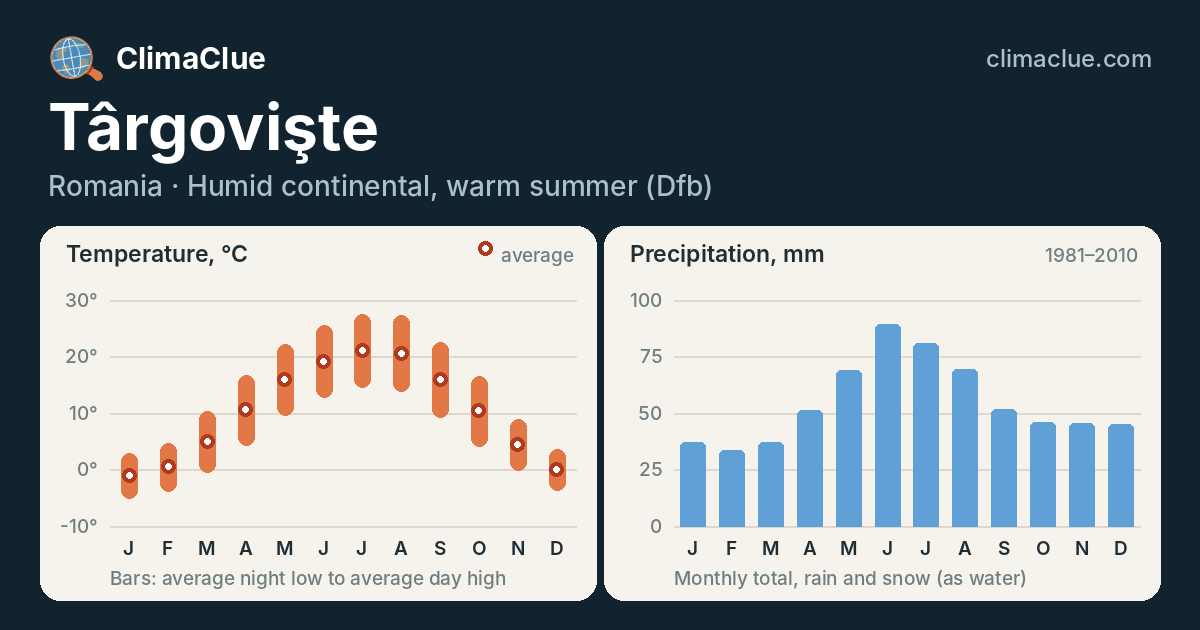 ClimaClue
climaclue.com
Târgovişte
Romania · Humid continental, warm summer (Dfb)
Temperature, °C
average
30°
20°
10°
0°
-10°
J F M A M J J A S O N D
Bars: average night low to average day high
Precipitation, mm
1981–2010
100
75
50
25
0
J F M A M J J A S O N D
Monthly total, rain and snow (as water)